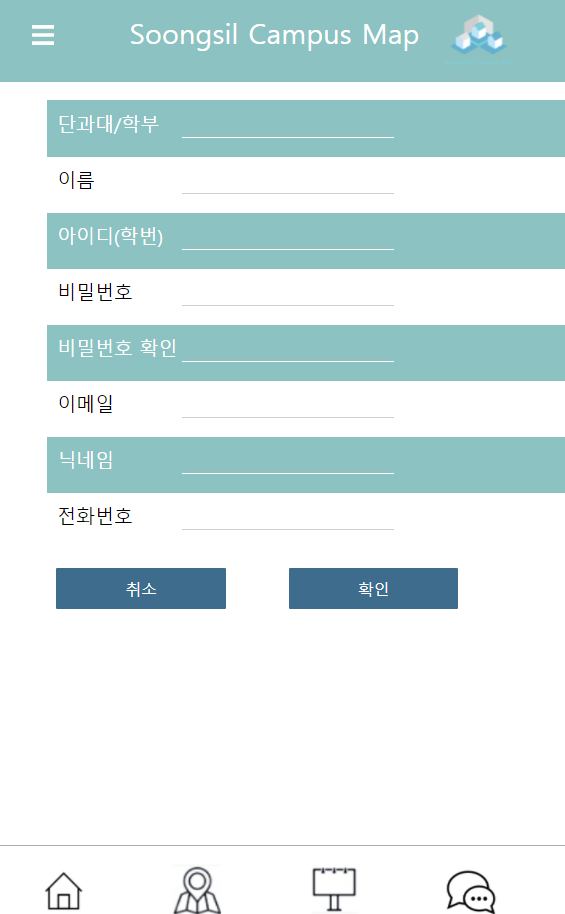 Soongsil Campus Map
단과대/학부
이름
아이디(학번)
비밀번호
비밀번호 확인
이메일
닉네임
전화번호
취소
확인